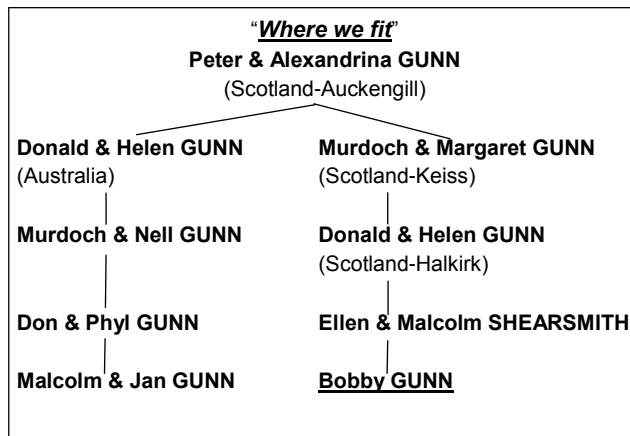 “Where we fit”
Peter & Alexandrina GUNN
(Scotland-Auckengill)
Donald & Helen GUNN
(Australia)
Murdoch & Nell GUNN
Don & Phyl GUNN
Malcolm & Jan GUNN
Murdoch & Margaret GUNN
(Scotland-Keiss)
Donald & Helen GUNN
(Scotland-Halkirk)
Ellen & Malcolm SHEARSMITH
Bobby GUNN